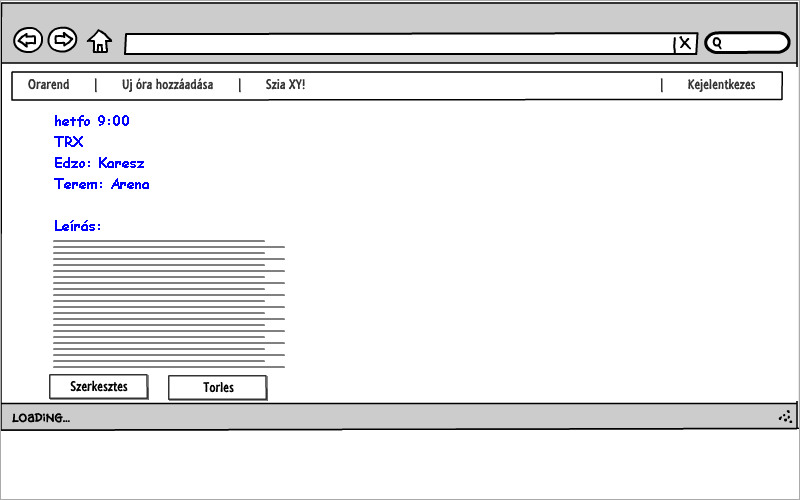 Orarend | Uj óra hozzáadása | Szia XY! | Kejelentkezes
hetfo 9:00
TRX
Edzo: Karesz
Terem: Arena
Leírás:
Szerkesztes Torles
LOADING...